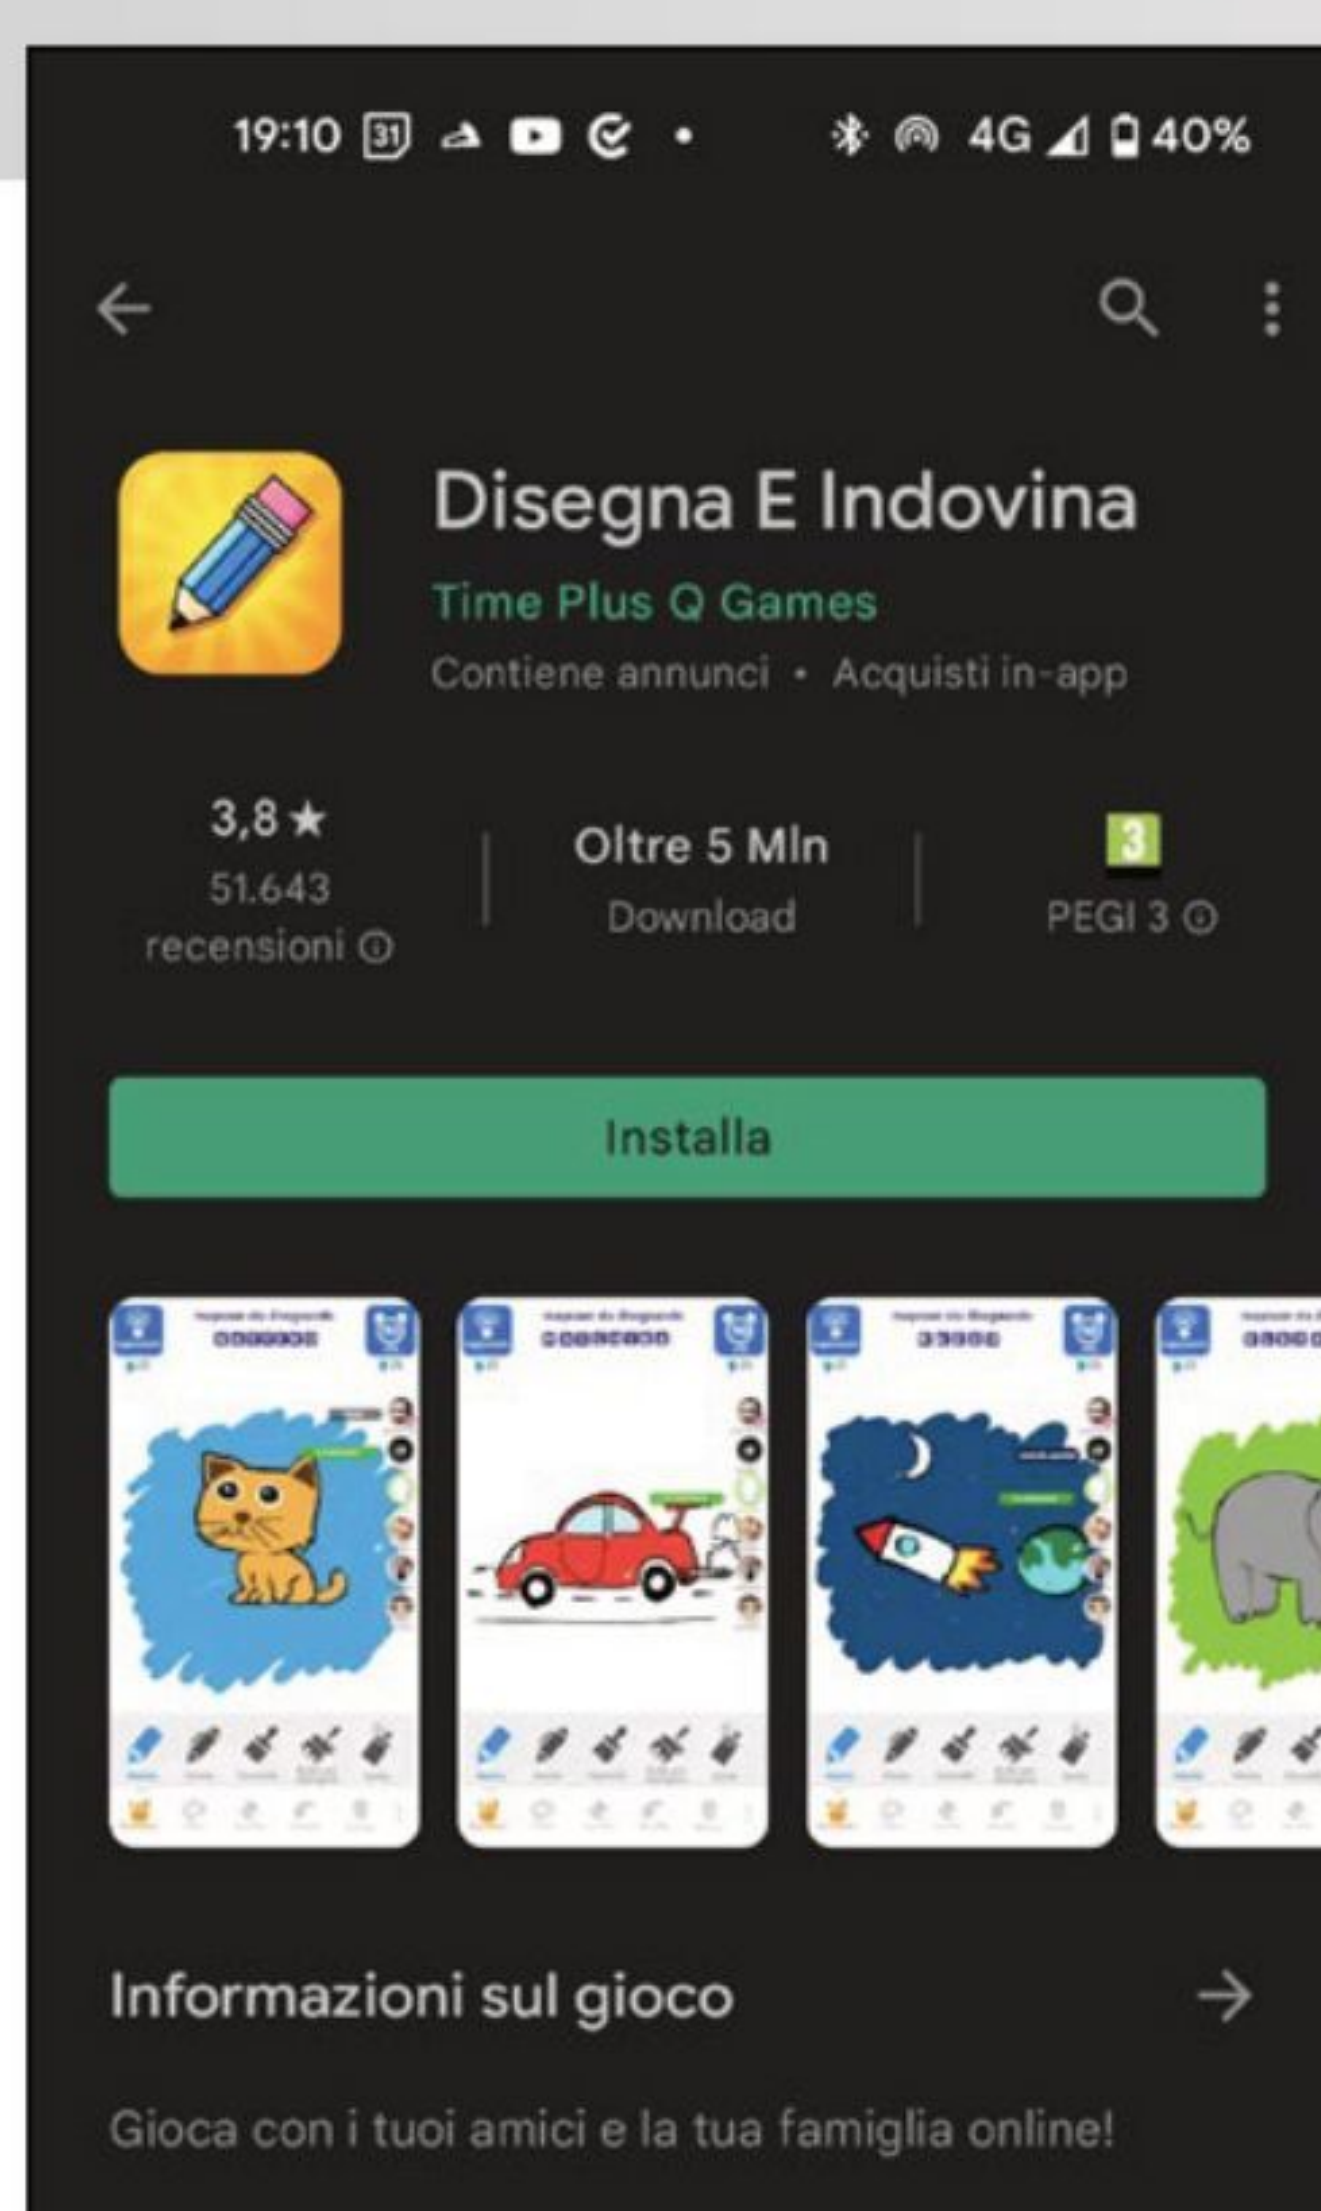 19:10 31 4G 40%
Disegna E Indovina
Time Plus Q Games
Contiene annunci • Acquisti in-app
3,8★
51.643
recensioni
Oltre 5 Mln
Download
3
PEGI 3
Installa
Informazioni sul gioco
Gioca con i tuoi amici e la tua famiglia online!